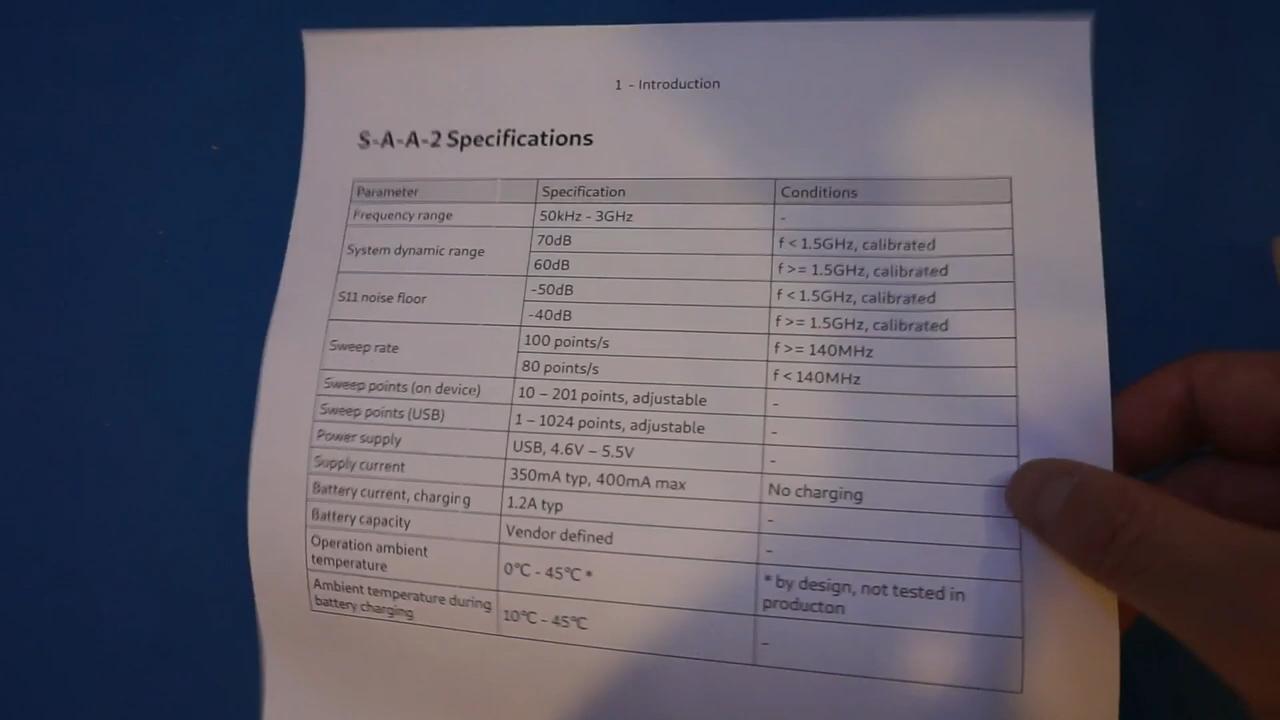 1 - Introduction
S-A-A-2 Specifications
Parameter Specification Conditions
Frequency range 50kHz - 3GHz -
System dynamic range 70dB f < 1.5GHz, calibrated
60dB f >= 1.5GHz, calibrated
S11 noise floor -50dB f < 1.5GHz, calibrated
-40dB f >= 1.5GHz, calibrated
Sweep rate 100 points/s f >= 140MHz
80 points/s f < 140MHz
Sweep points (on device) 10 – 201 points, adjustable -
Sweep points (USB) 1 – 1024 points, adjustable -
Power supply USB, 4.6V – 5.5V -
Supply current 350mA typ, 400mA max No charging
Battery current, charging 1.2A typ -
Battery capacity Vendor defined -
Operation ambient
temperature 0℃ - 45℃ * * by design, not tested in
producton
Ambient temperature during
battery charging 10℃ - 45℃ -